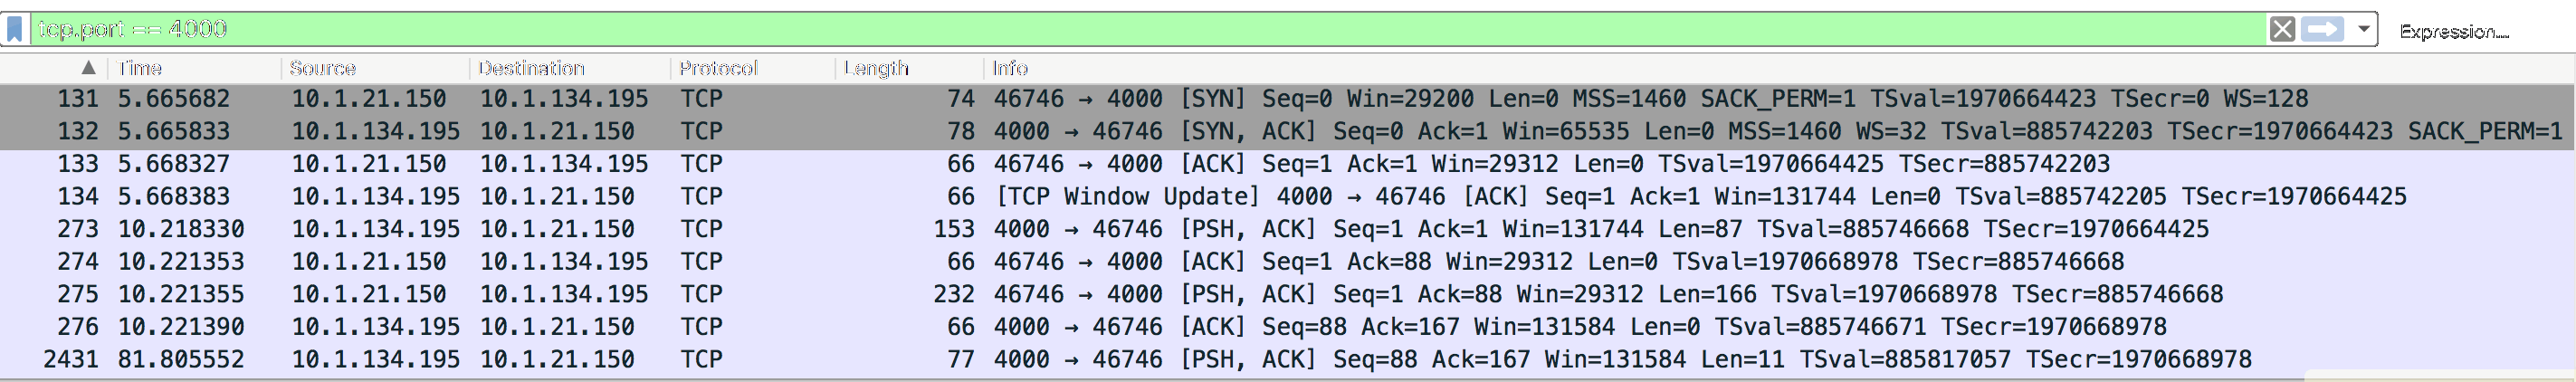 tcp.port == 4000 Expression...
Time Source Destination Protocol Length Info
131 5.665682 10.1.21.150 10.1.134.195 TCP 74 46746 → 4000 [SYN] Seq=0 Win=29200 Len=0 MSS=1460 SACK_PERM=1 TSval=1970664423 TSecr=0 WS=128
132 5.665833 10.1.134.195 10.1.21.150 TCP 78 4000 → 46746 [SYN, ACK] Seq=0 Ack=1 Win=65535 Len=0 MSS=1460 WS=32 TSval=885742203 TSecr=1970664423 SACK_PERM=1
133 5.668327 10.1.21.150 10.1.134.195 TCP 66 46746 → 4000 [ACK] Seq=1 Ack=1 Win=29312 Len=0 TSval=1970664425 TSecr=885742203
134 5.668383 10.1.134.195 10.1.21.150 TCP 66 [TCP Window Update] 4000 → 46746 [ACK] Seq=1 Ack=1 Win=131744 Len=0 TSval=885742205 TSecr=1970664425
273 10.218330 10.1.134.195 10.1.21.150 TCP 153 4000 → 46746 [PSH, ACK] Seq=1 Ack=1 Win=131744 Len=87 TSval=885746668 TSecr=1970664425
274 10.221353 10.1.21.150 10.1.134.195 TCP 66 46746 → 4000 [ACK] Seq=1 Ack=88 Win=29312 Len=0 TSval=1970668978 TSecr=885746668
275 10.221355 10.1.21.150 10.1.134.195 TCP 232 46746 → 4000 [PSH, ACK] Seq=1 Ack=88 Win=29312 Len=166 TSval=1970668978 TSecr=885746668
276 10.221390 10.1.134.195 10.1.21.150 TCP 66 4000 → 46746 [ACK] Seq=88 Ack=167 Win=131584 Len=0 TSval=885746671 TSecr=1970668978
2431 81.805552 10.1.134.195 10.1.21.150 TCP 77 4000 → 46746 [PSH, ACK] Seq=88 Ack=167 Win=131584 Len=11 TSval=885817057 TSecr=1970668978